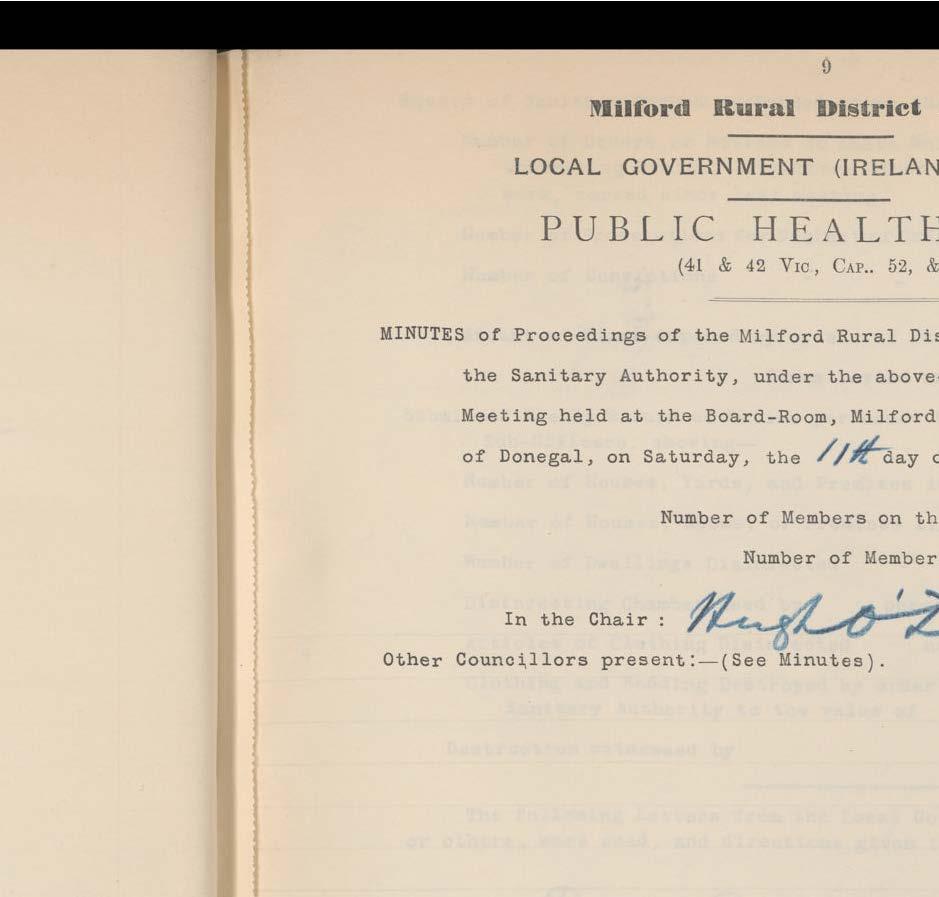 9
Milford Rural District
LOCAL GOVERNMENT (IRELAN
PUBLIC HEALTH
(41 & 42 Vic., Cap.. 52, &
MINUTES of Proceedings of the Milford Rural Dis
the Sanitary Authority, under the above-
Meeting held at the Board-Room, Milford
of Donegal, on Saturday, the 11th day o
Number of Members on th
Number of Member
In the Chair : Hugh O'D
Other Councillors present:—(See Minutes).